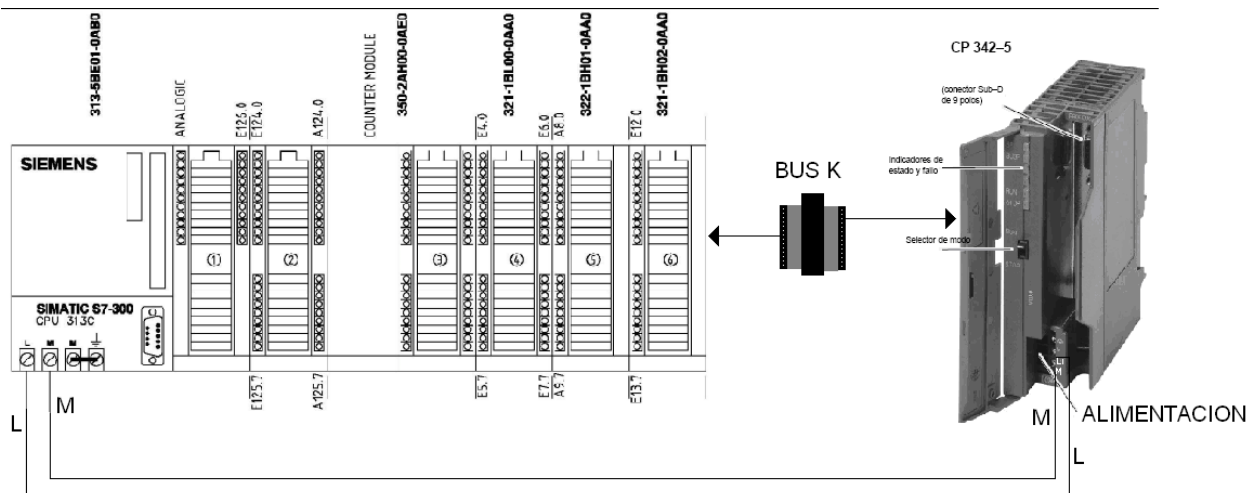 313-5BE01-0AB0
ANALOGIC
E126.0
E124.0
A124.0
COUNTER MODULE
350-2AH00-0AE0
E4.0
321-1BL00-0AA0
E6.0
A8.0
322-1BH01-0AA0
E12.0
321-1BH02-0AA0
CP 342–5
(conector Sub–D
de 9 polos)
SIEMENS
BUS K
Indicadores de
estado y fallo
Selector de modo
(1)
(2)
(3)
(4)
(5)
(6)
SIMATIC S7-300
CPU 313C
L
M
M
E125.7
A125.7
E5.7
E7.7
A9.7
E13.7
L
M
M
ALIMENTACION
L